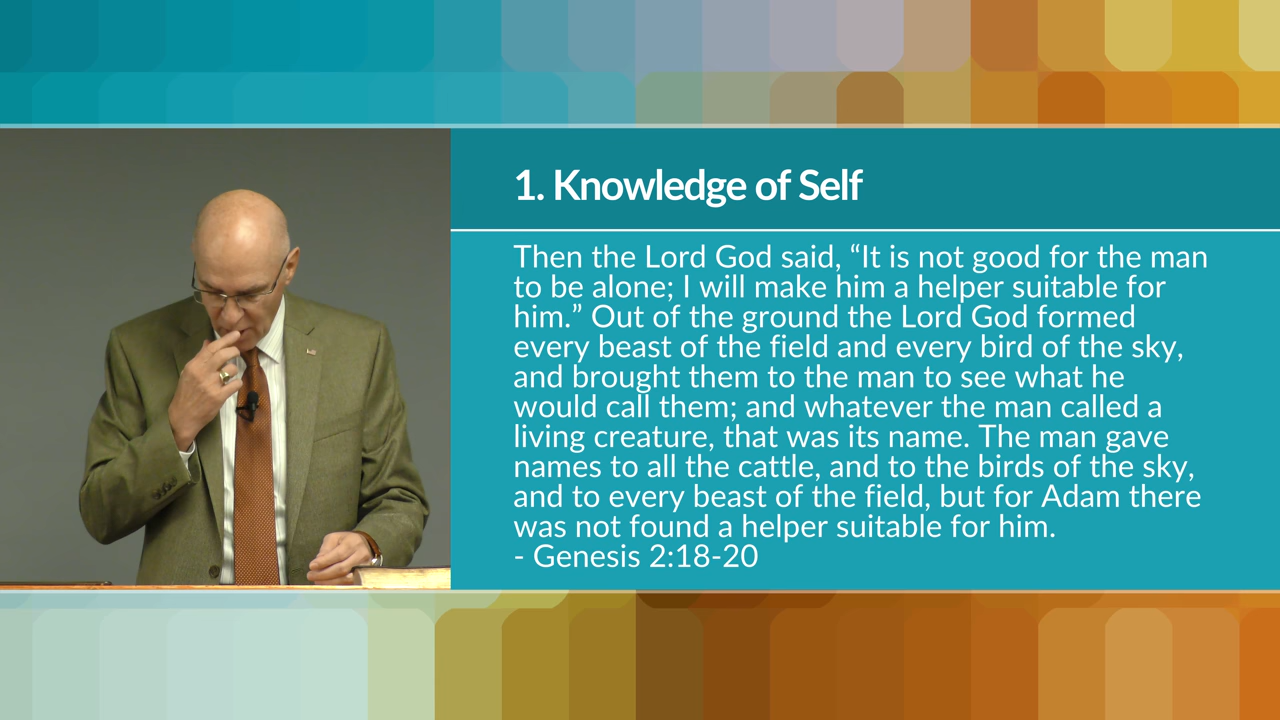 1. Knowledge of Self
Then the Lord God said, “It is not good for the man
to be alone; I will make him a helper suitable for
him.” Out of the ground the Lord God formed
every beast of the field and every bird of the sky,
and brought them to the man to see what he
would call them; and whatever the man called a
living creature, that was its name. The man gave
names to all the cattle, and to the birds of the sky,
and to every beast of the field, but for Adam there
was not found a helper suitable for him.
- Genesis 2:18-20